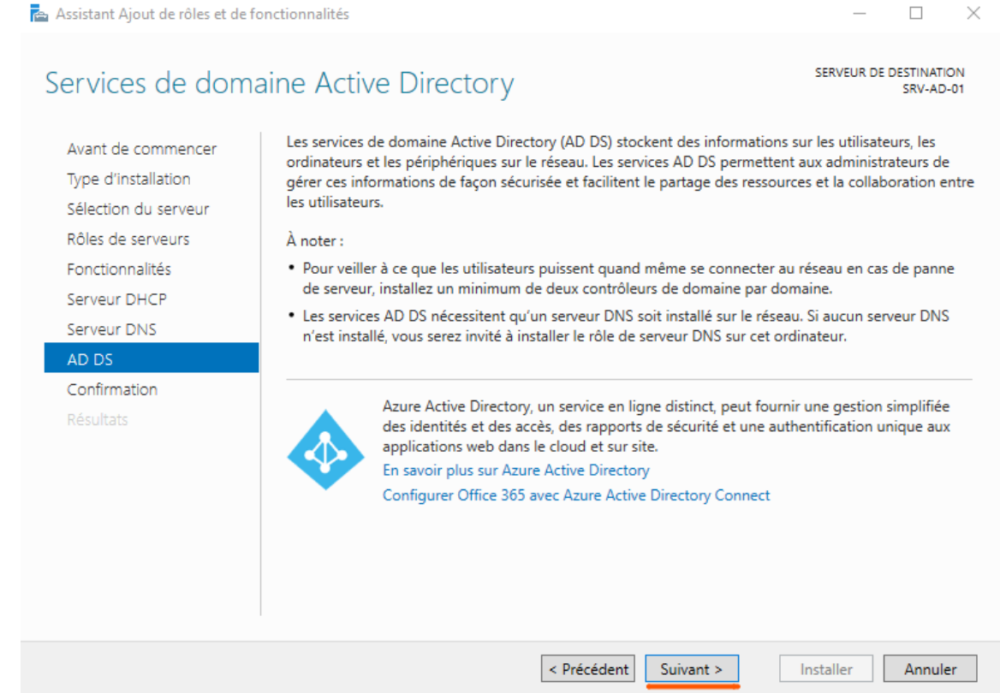 Assistant Ajout de rôles et de fonctionnalités
Services de domaine Active Directory
SERVEUR DE DESTINATION
SRV-AD-01
Avant de commencer
Type d'installation
Sélection du serveur
Rôles de serveurs
Fonctionnalités
Serveur DHCP
Serveur DNS
AD DS
Confirmation
Résultats
Les services de domaine Active Directory (AD DS) stockent des informations sur les utilisateurs, les
ordinateurs et les périphériques sur le réseau. Les services AD DS permettent aux administrateurs de
gérer ces informations de façon sécurisée et facilitent le partage des ressources et la collaboration entre
les utilisateurs.
À noter :
• Pour veiller à ce que les utilisateurs puissent quand même se connecter au réseau en cas de panne
de serveur, installez un minimum de deux contrôleurs de domaine par domaine.
• Les services AD DS nécessitent qu'un serveur DNS soit installé sur le réseau. Si aucun serveur DNS
n'est installé, vous serez invité à installer le rôle de serveur DNS sur cet ordinateur.
Azure Active Directory, un service en ligne distinct, peut fournir une gestion simplifiée
des identités et des accès, des rapports de sécurité et une authentification unique aux
applications web dans le cloud et sur site.
En savoir plus sur Azure Active Directory
Configurer Office 365 avec Azure Active Directory Connect
< Précédent
Suivant >
Installer
Annuler